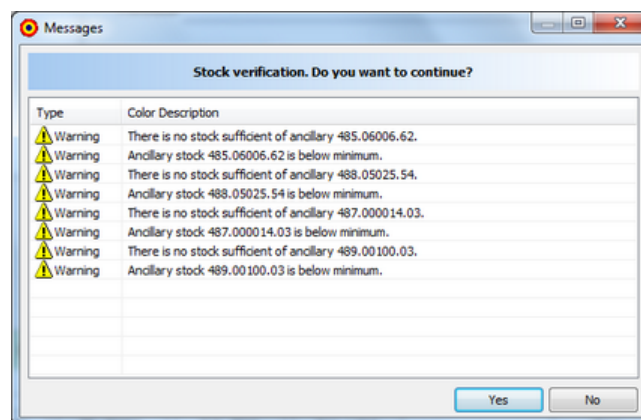 Messages
Stock verification. Do you want to continue?
Type Color Description
Warning There is no stock sufficient of ancillary 485.06006.62.
Warning Ancillary stock 485.06006.62 is below minimum.
Warning There is no stock sufficient of ancillary 488.05025.54.
Warning Ancillary stock 488.05025.54 is below minimum.
Warning There is no stock sufficient of ancillary 487.000014.03.
Warning Ancillary stock 487.000014.03 is below minimum.
Warning There is no stock sufficient of ancillary 489.00100.03.
Warning Ancillary stock 489.00100.03 is below minimum.
Yes No